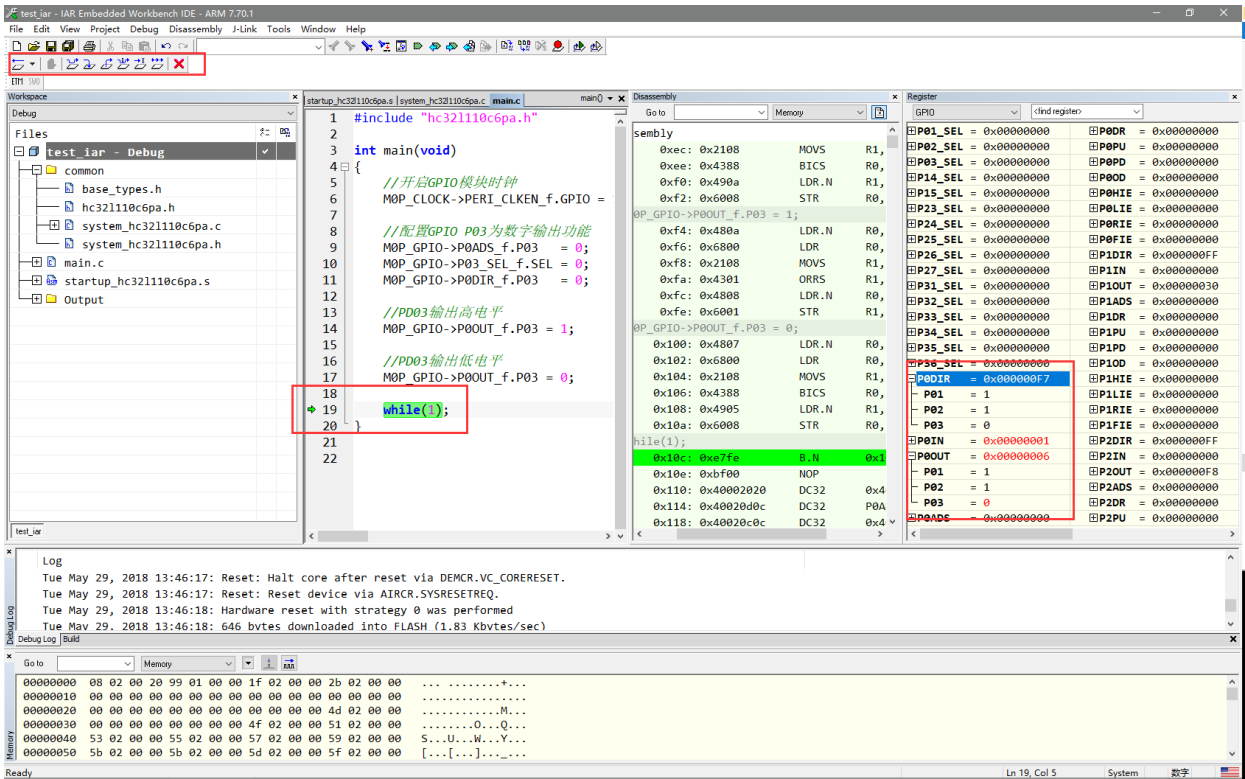 test_iar - IAR Embedded Workbench IDE - ARM 7.70.1
File Edit View Project Debug Disassembly J-Link Tools Window Help
ETM SWO
Workspace
Debug
Files
test_iar - Debug
common
base_types.h
hc32l110c6pa.h
system_hc32l110c6pa.c
system_hc32l110c6pa.h
main.c
startup_hc32l110c6pa.s
Output
test_iar
startup_hc32l110c6pa.s system_hc32l110c6pa.c main.c main()
1 #include "hc32l110c6pa.h"
2
3 int main(void)
4 {
5 //开启GPIO模块时钟
6 M0P_CLOCK->PERI_CLKEN_f.GPIO =
7
8 //配置GPIO P03为数字输出功能
9 M0P_GPIO->P0ADS_f.P03 = 0;
10 M0P_GPIO->P03_SEL_f.SEL = 0;
11 M0P_GPIO->P0DIR_f.P03 = 0;
12
13 //PD03输出高电平
14 M0P_GPIO->P0OUT_f.P03 = 1;
15
16 //PD03输出低电平
17 M0P_GPIO->P0OUT_f.P03 = 0;
18
19 while(1);
20 }
21
22
Disassembly
Go to Memory
sembly
0xec: 0x2108 MOVS R1,
0xee: 0x4388 BICS R0,
0xf0: 0x490a LDR.N R1,
0xf2: 0x6008 STR R0,
0P_GPIO->P0OUT_f.P03 = 1;
0xf4: 0x480a LDR.N R0,
0xf6: 0x6800 LDR R0,
0xf8: 0x2108 MOVS R1,
0xfa: 0x4301 ORRS R1,
0xfc: 0x4808 LDR.N R0,
0xfe: 0x6001 STR R1,
0P_GPIO->P0OUT_f.P03 = 0;
0x100: 0x4807 LDR.N R0,
0x102: 0x6800 LDR R0,
0x104: 0x2108 MOVS R1,
0x106: 0x4388 BICS R0,
0x108: 0x4905 LDR.N R1,
0x10a: 0x6008 STR R0,
hile(1);
0x10c: 0xe7fe B.N 0x1
0x10e: 0xbf00 NOP
0x110: 0x40002020 DC32 0x4
0x114: 0x40020d0c DC32 P0A
0x118: 0x40020c0c DC32 0x4
Register
GPIO <find register>
P01_SEL = 0x00000000 P0DR = 0x00000000
P02_SEL = 0x00000000 P0PU = 0x00000000
P03_SEL = 0x00000000 P0PD = 0x00000000
P14_SEL = 0x00000000 P0OD = 0x00000000
P15_SEL = 0x00000000 P0HIE = 0x00000000
P23_SEL = 0x00000000 P0LIE = 0x00000000
P24_SEL = 0x00000000 P0RIE = 0x00000000
P25_SEL = 0x00000000 P0FIE = 0x00000000
P26_SEL = 0x00000000 P1DIR = 0x000000FF
P27_SEL = 0x00000000 P1IN = 0x00000000
P31_SEL = 0x00000000 P1OUT = 0x00000030
P32_SEL = 0x00000000 P1ADS = 0x00000000
P33_SEL = 0x00000000 P1DR = 0x00000000
P34_SEL = 0x00000000 P1PU = 0x00000000
P35_SEL = 0x00000000 P1PD = 0x00000000
P36_SEL = 0x00000000 P1OD = 0x00000000
P0DIR = 0x000000F7 P1HIE = 0x00000000
P01 = 1 P1LIE = 0x00000000
P02 = 1 P1RIE = 0x00000000
P03 = 0 P1FIE = 0x00000000
P0IN = 0x00000001 P2DIR = 0x000000FF
P0OUT = 0x00000006 P2IN = 0x00000000
P01 = 1 P2OUT = 0x000000F8
P02 = 1 P2ADS = 0x00000000
P03 = 0 P2DR = 0x00000000
P0ADS = 0x00000000 P2PU = 0x00000000
Log
Tue May 29, 2018 13:46:17: Reset: Halt core after reset via DEMCR.VC_CORERESET.
Tue May 29, 2018 13:46:17: Reset: Reset device via AIRCR.SYSRESETREQ.
Tue May 29, 2018 13:46:18: Hardware reset with strategy 0 was performed
Tue May 29, 2018 13:46:18: 646 bytes downloaded into FLASH (1.83 Kbytes/sec)
Debug Log
Debug Log Build
Go to Memory
00000000 08 02 00 20 99 01 00 00 1f 02 00 00 2b 02 00 00 ... ........+...
00000010 00 00 00 00 00 00 00 00 00 00 00 00 00 00 00 00 ................
00000020 00 00 00 00 00 00 00 00 00 00 00 00 4d 02 00 00 ............M...
00000030 00 00 00 00 00 00 00 00 4f 02 00 00 51 02 00 00 ........O...Q...
00000040 53 02 00 00 55 02 00 00 57 02 00 00 59 02 00 00 S...U...W...Y...
00000050 5b 02 00 00 5b 02 00 00 5d 02 00 00 5f 02 00 00 [...[...]..._...
Memory
Ready Ln 19, Col 5 System 数字